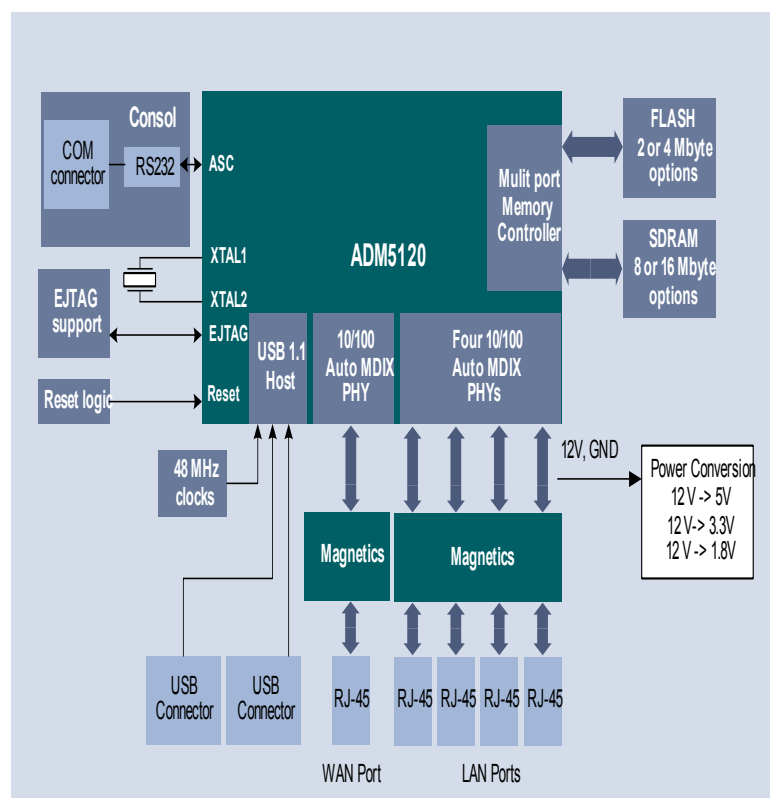 Consol
COM
connector
RS232
ASC
XTAL1
XTAL2
EJTAG
support
EJTAG
Reset logic
Reset
ADM5120
Mulit port
Memory
Controller
FLASH
2 or 4 Mbyte
options
SDRAM
8 or 16 Mbyte
options
USB 1.1
Host
10/100
Auto MDIX
PHY
Four 10/100
Auto MDIX
PHYs
48 MHz
clocks
12V, GND
Power Conversion
12 V -> 5V
12 V-> 3.3V
12 V -> 1.8V
Magnetics
Magnetics
USB
Connector
USB
Connector
RJ-45
RJ-45
RJ-45
RJ-45
RJ-45
WAN Port
LAN Ports